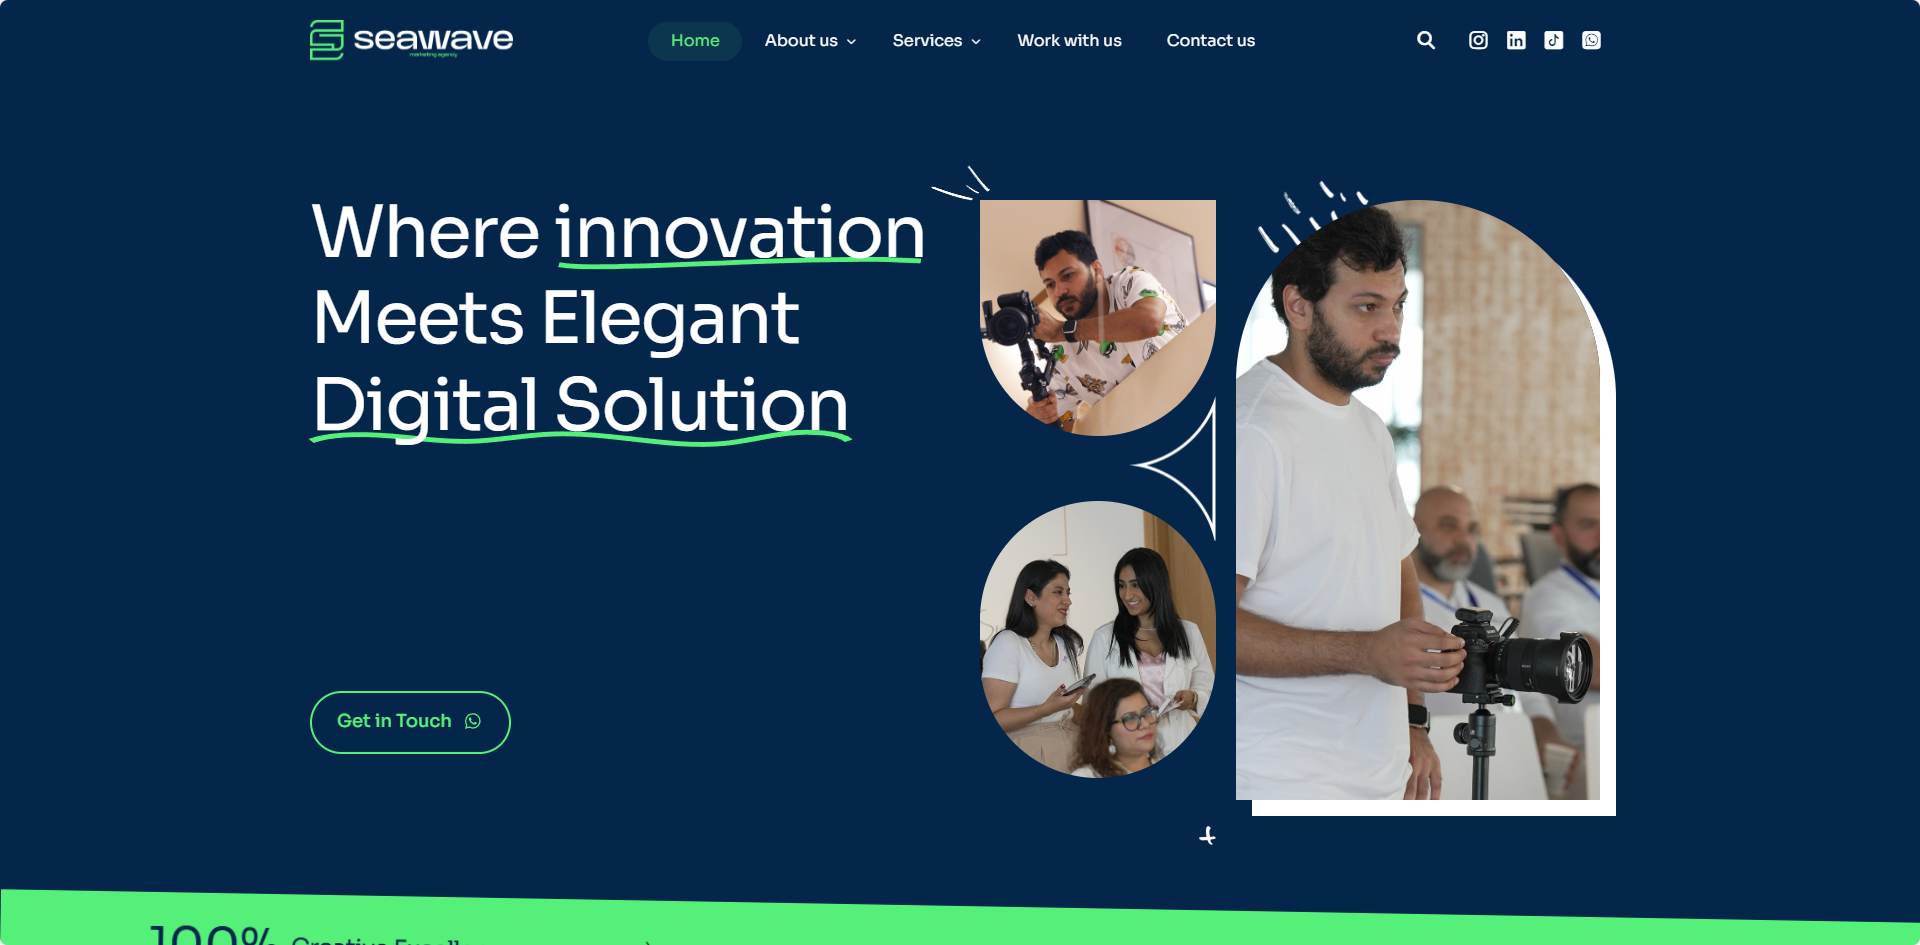 seawave
marketing agency
Home
About us
Services
Work with us
Contact us
Where innovation
Meets Elegant
Digital Solution
Get in Touch
100% Creative